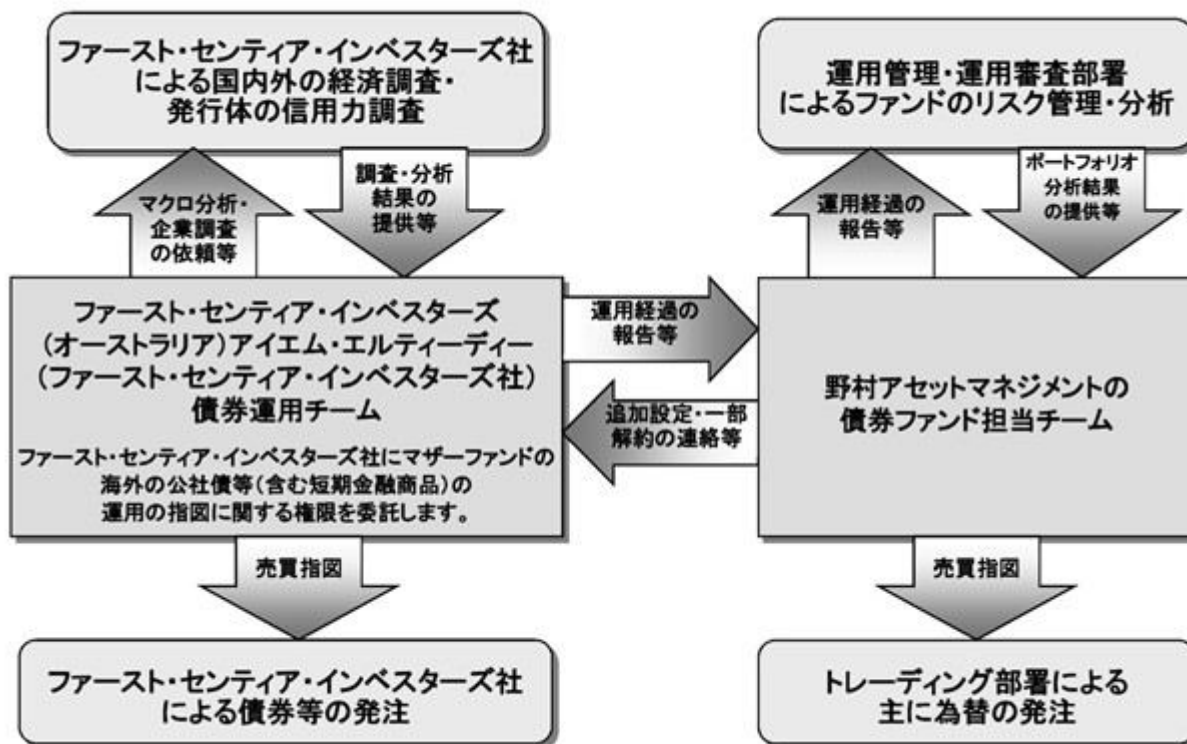 ファースト・センティア・インベスターズ社
による国内外の経済調査・
発行体の信用力調査
運用管理・運用審査部署
によるファンドのリスク管理・分析
マクロ分析・
企業調査
の依頼等
調査・分析
結果の
提供等
運用経過の
報告等
ポートフォリオ
分析結果
の提供等
ファースト・センティア・インベスターズ
(オーストラリア)アイエム・エルティーディー
(ファースト・センティア・インベスターズ社)
債券運用チーム
ファースト・センティア・インベスターズ社にマザーファンドの
海外の公社債等(含む短期金融商品)の
運用の指図に関する権限を委託します。
運用経過の
報告等
追加設定・一部
解約の連絡等
野村アセットマネジメントの
債券ファンド担当チーム
売買指図
売買指図
ファースト・センティア・インベスターズ社
による債券等の発注
トレーディング部署による
主に為替の発注